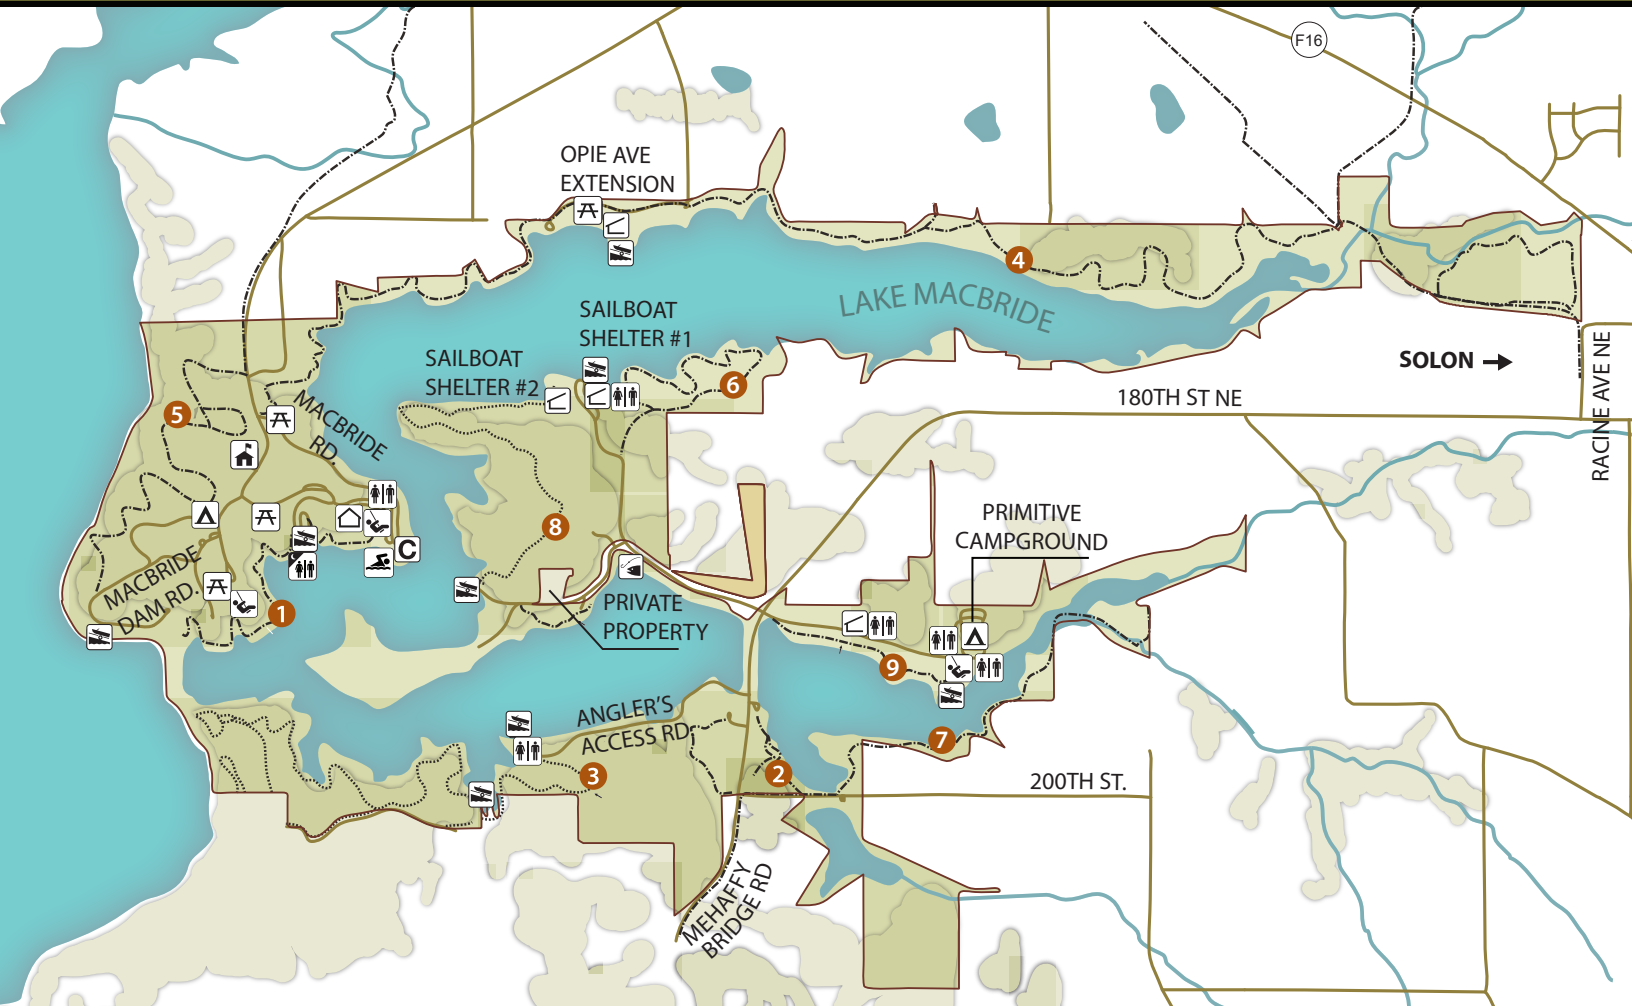 F16
OPIE AVE
EXTENSION
4
LAKE MACBRIDE
SAILBOAT
SHELTER #1
SAILBOAT
SHELTER #2
SOLON
RACINE AVE NE
6
180TH ST NE
5
MACBRIDE
RD.
8
PRIMITIVE
CAMPGROUND
C
MACBRIDE
DAM RD.
1
PRIVATE
PROPERTY
9
ANGLER'S
ACCESS RD
7
3
2
200TH ST.
MEHAFFY
BRIDGE RD